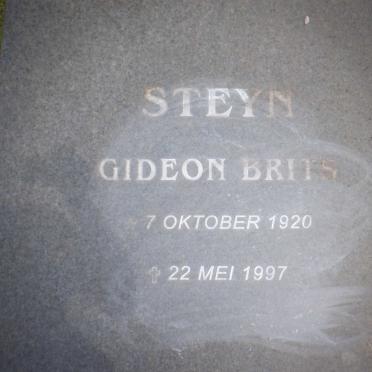 STEYN
GIDEON BRITS
* 7 OKTOBER 1920
✝ 22 MEI 1997